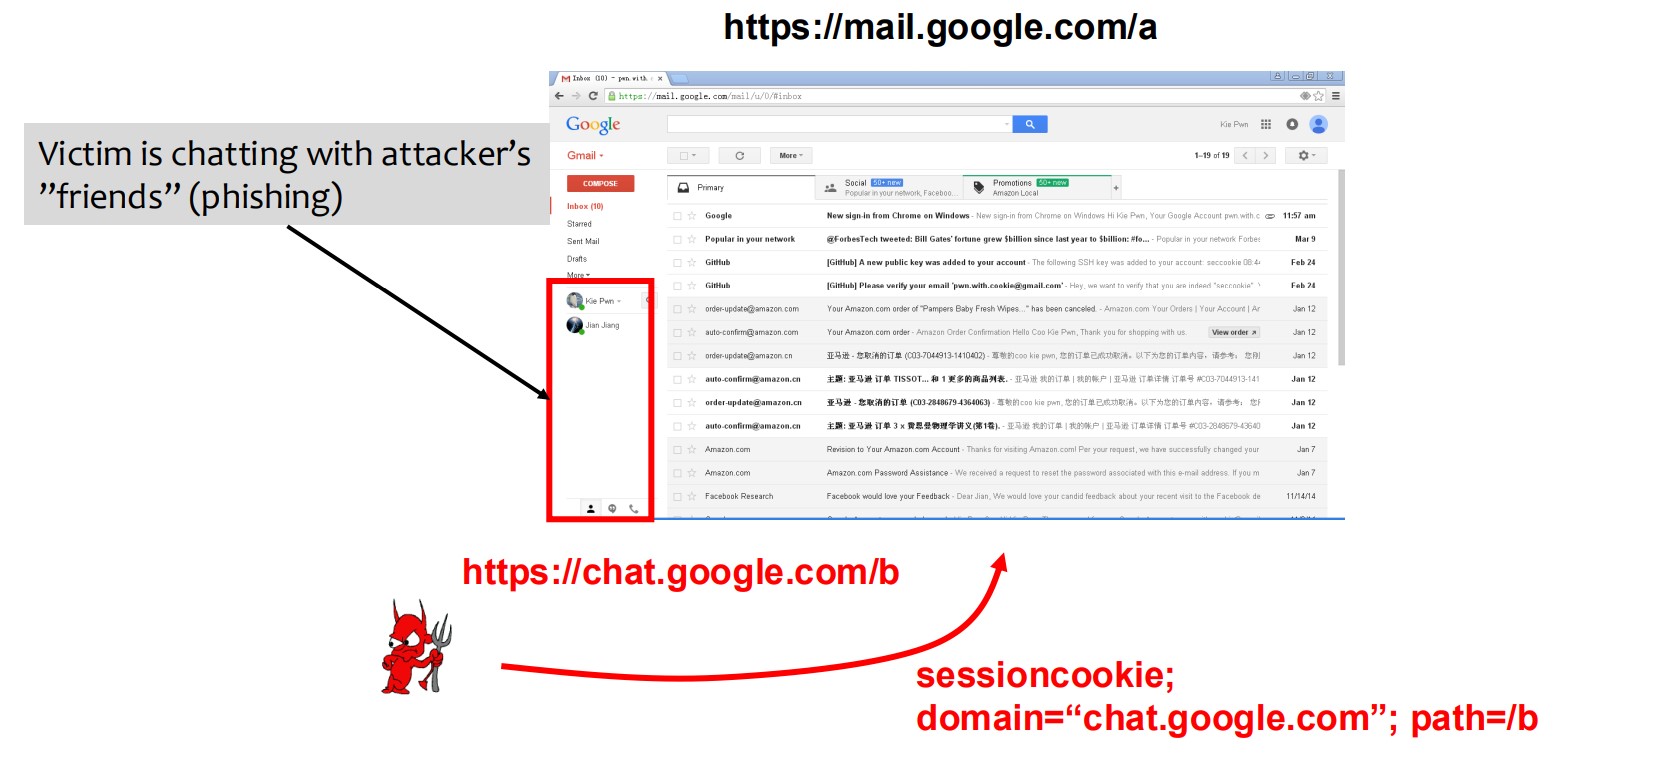 https://mail.google.com/a
Inbox (10) - pwn.with.
https://mail.google.com/mail/u/0/#inbox
Victim is chatting with attacker's
"friends" (phishing)
Google
Kie Pwn
Gmail
More
1–19 of 19
COMPOSE
Primary
Social 50+ new
Popular in your network, Faceboo...
Promotions 50+ new
Amazon Local
+
Inbox (10)
Starred
Sent Mail
Drafts
More
Kie Pwn
Jian Jiang
Google New sign-in from Chrome on Windows - New sign-in from Chrome on Windows Hi Kie Pwn, Your Google Account pwn.with.c 11:57 am
Popular in your network @ForbesTech tweeted: Bill Gates' fortune grew $billion since last year to $billion: #fo... - Popular in your network Forbes Mar 9
GitHub [GitHub] A new public key was added to your account - The following SSH key was added to your account: seccookie 08:4 Feb 24
GitHub [GitHub] Please verify your email 'pwn.with.cookie@gmail.com' - Hey, we want to verify that you are indeed "seccookie". Feb 24
order-update@amazon.com Your Amazon.com order of "Pampers Baby Fresh Wipes..." has been canceled. - Amazon.com Your Orders | Your Account | Ar Jan 12
auto-confirm@amazon.com Your Amazon.com order - Amazon Order Confirmation Hello Coo Kie Pwn, Thank you for shopping with us. View order Jan 12
order-update@amazon.cn 亚马逊 - 您取消的订单 (C03-7044913-1410402) - 尊敬的coo kie pwn, 您的订单已成功取消。以下为您的订单内容，请参考： 您刚 Jan 12
auto-confirm@amazon.cn 主题: 亚马逊 订单 TISSOT... 和 1 更多的商品列表. - 亚马逊 我的订单 | 我的帐户 | 亚马逊 订单详情 订单号 #C03-7044913-141 Jan 12
order-update@amazon.cn 亚马逊 - 您取消的订单 (C03-2848679-4364063) - 尊敬的coo kie pwn, 您的订单已成功取消。以下为您的订单内容，请参考： Jan 12
auto-confirm@amazon.cn 主题: 亚马逊 订单 3 x 费恩曼物理学讲义(第1卷). - 亚马逊 我的订单 | 我的帐户 | 亚马逊 订单详情 订单号 #C03-2848679-43640 Jan 12
Amazon.com Revision to Your Amazon.com Account - Thanks for visiting Amazon.com! Per your request, we have successfully changed your Jan 7
Amazon.com Amazon.com Password Assistance - We received a request to reset the password associated with this e-mail address. If you m Jan 7
Facebook Research Facebook would love your Feedback - Dear Jian, We would love your candid feedback about your recent visit to the Facebook de 11/14/14
https://chat.google.com/b
sessioncookie;
domain="chat.google.com"; path=/b